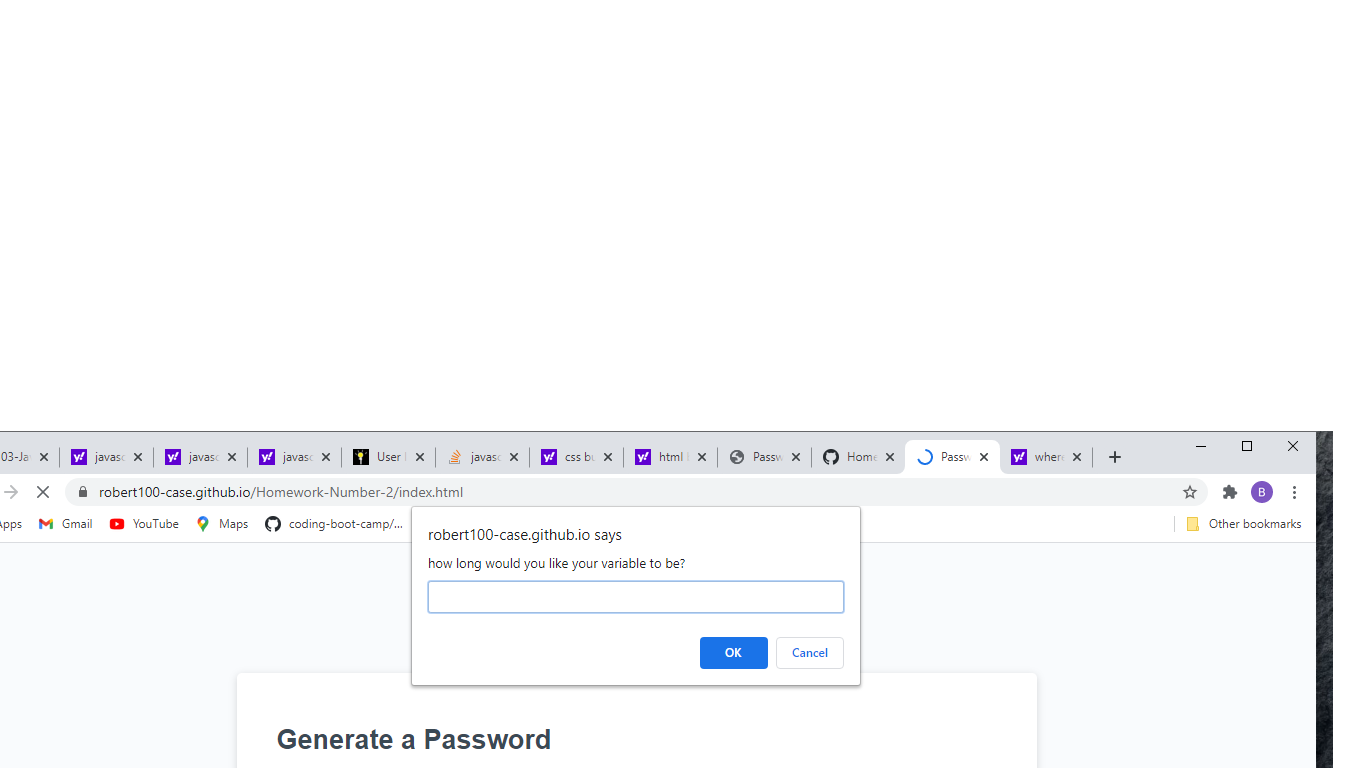 03-Ja javasc javasc javasc User javasc css bu html Passw Home Passw where
robert100-case.github.io/Homework-Number-2/index.html B
Apps Gmail YouTube Maps coding-boot-camp/... Other bookmarks
robert100-case.github.io says
how long would you like your variable to be?
OK Cancel
Generate a Password